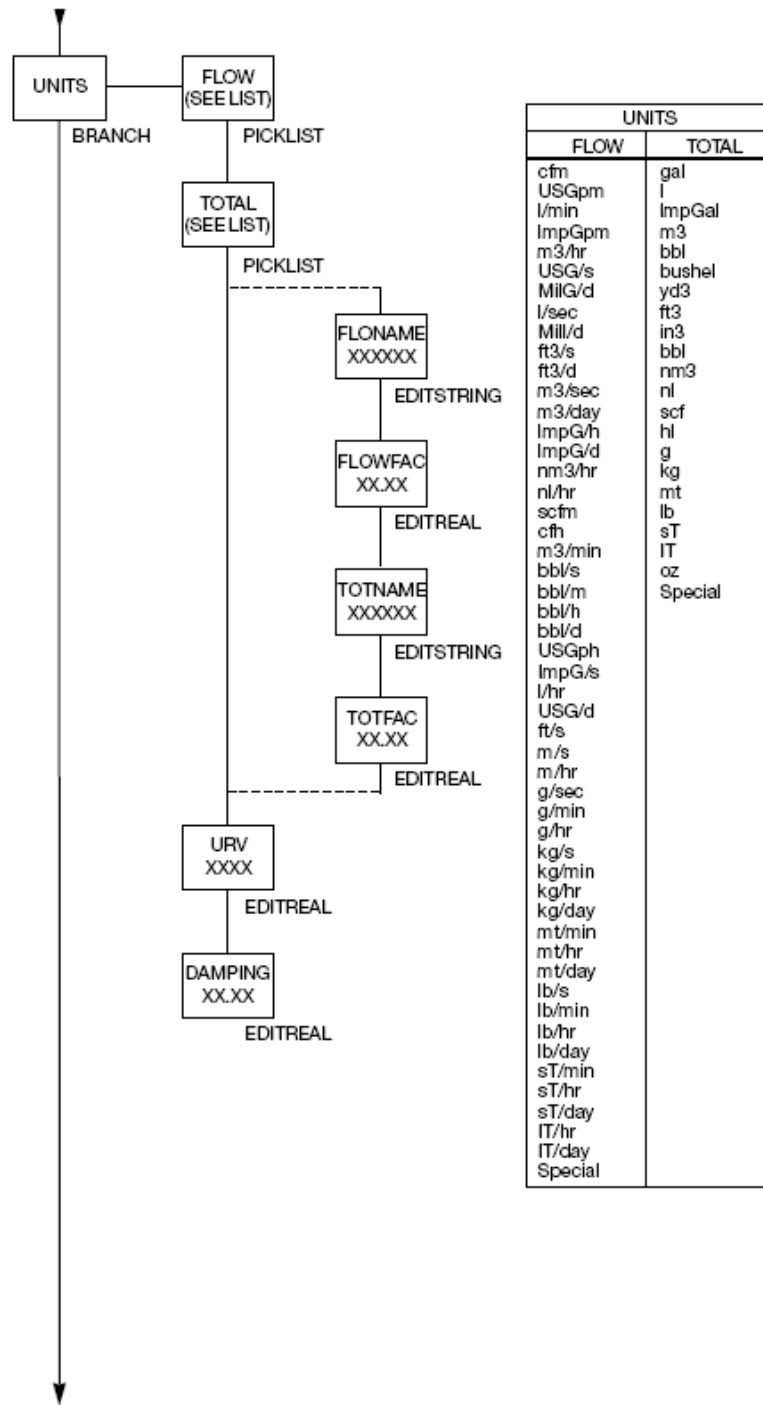 UNITS
FLOW
(SEE LIST)
BRANCH
PICKLIST
TOTAL
(SEE LIST)
PICKLIST
FLONAME
XXXXXX
EDITSTRING
FLOWFAC
XX.XX
EDITREAL
TOTNAME
XXXXXX
EDITSTRING
TOTFAC
XX.XX
EDITREAL
URV
XXXX
EDITREAL
DAMPING
XX.XX
EDITREAL
UNITS
FLOW TOTAL
cfm gal
USGpm l
l/min ImpGal
ImpGpm m3
m3/hr bbl
USG/s bushel
MilG/d yd3
l/sec ft3
Mill/d in3
ft3/s bbl
ft3/d nm3
m3/sec nl
m3/day scf
ImpG/h hl
ImpG/d g
nm3/hr kg
nl/hr mt
scfm lb
cfh sT
m3/min lT
bbl/s oz
bbl/m Special
bbl/h
bbl/d
USGph
ImpG/s
l/hr
USG/d
ft/s
m/s
m/hr
g/sec
g/min
g/hr
kg/s
kg/min
kg/hr
kg/day
mt/min
mt/hr
mt/day
lb/s
lb/min
lb/hr
lb/day
sT/min
sT/hr
sT/day
lT/hr
lT/day
Special